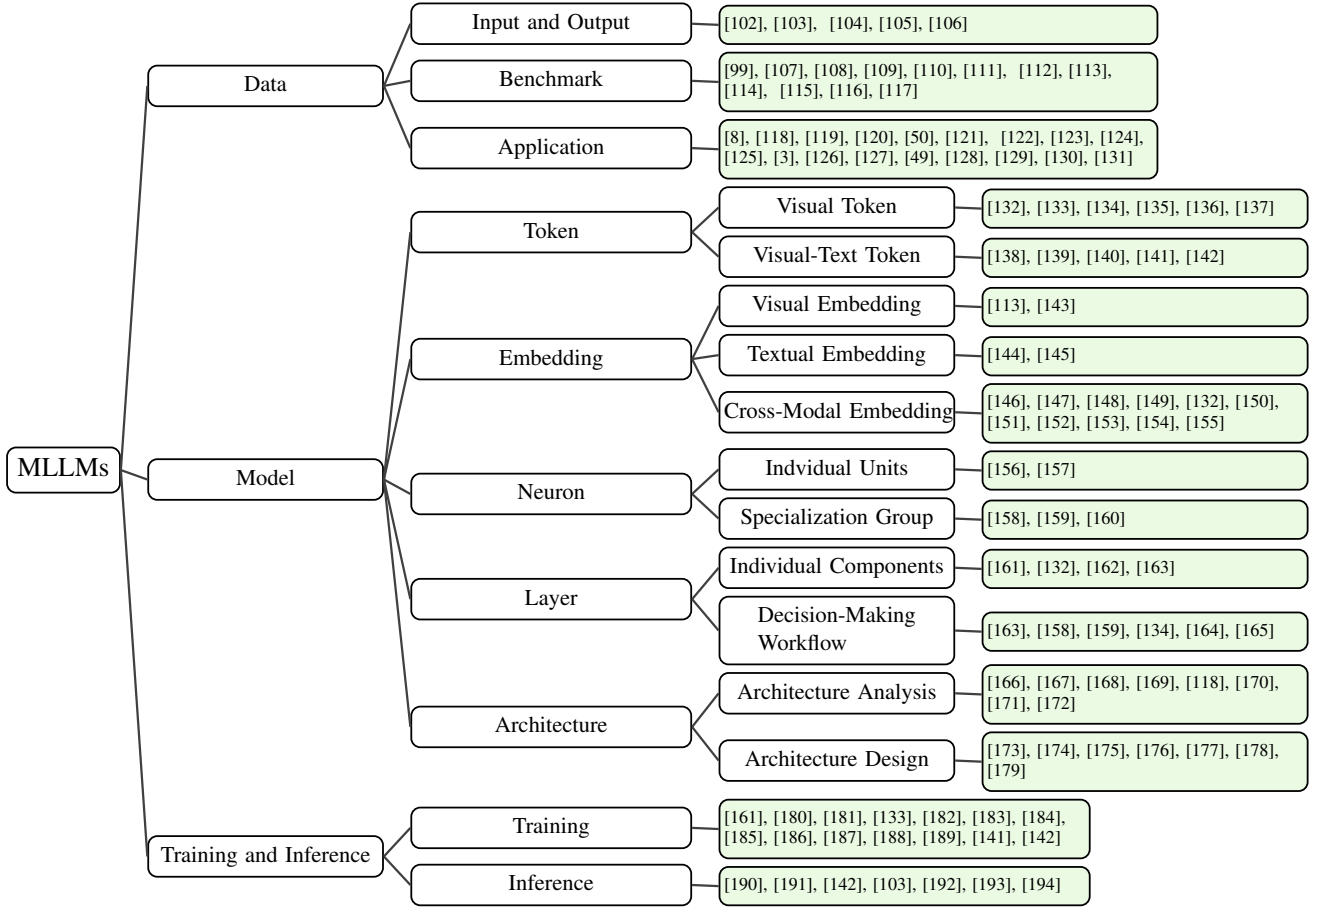 MLLMs
Data
Input and Output
[102], [103], [104], [105], [106]
Benchmark
[99], [107], [108], [109], [110], [111], [112], [113],
[114], [115], [116], [117]
Application
[8], [118], [119], [120], [50], [121], [122], [123], [124],
[125], [3], [126], [127], [49], [128], [129], [130], [131]
Model
Token
Visual Token
[132], [133], [134], [135], [136], [137]
Visual-Text Token
[138], [139], [140], [141], [142]
Embedding
Visual Embedding
[113], [143]
Textual Embedding
[144], [145]
Cross-Modal Embedding
[146], [147], [148], [149], [132], [150],
[151], [152], [153], [154], [155]
Neuron
Indvidual Units
[156], [157]
Specialization Group
[158], [159], [160]
Layer
Individual Components
[161], [132], [162], [163]
Decision-Making
Workflow
[163], [158], [159], [134], [164], [165]
Architecture
Architecture Analysis
[166], [167], [168], [169], [118], [170],
[171], [172]
Architecture Design
[173], [174], [175], [176], [177], [178],
[179]
Training and Inference
Training
[161], [180], [181], [133], [182], [183], [184],
[185], [186], [187], [188], [189], [141], [142]
Inference
[190], [191], [142], [103], [192], [193], [194]